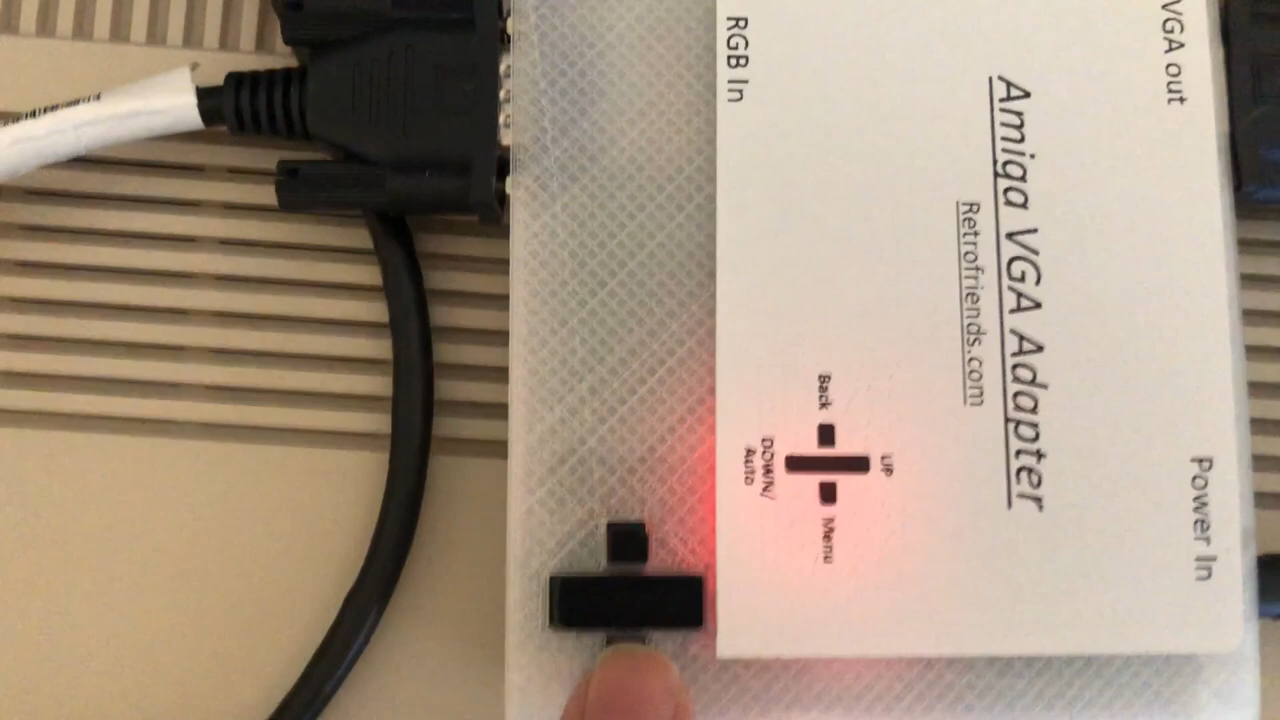 VGA out
Power In
Amiga VGA Adapter
Retrofriends.com
UP
Back
Menu
DOWN/
Auto
RGB In